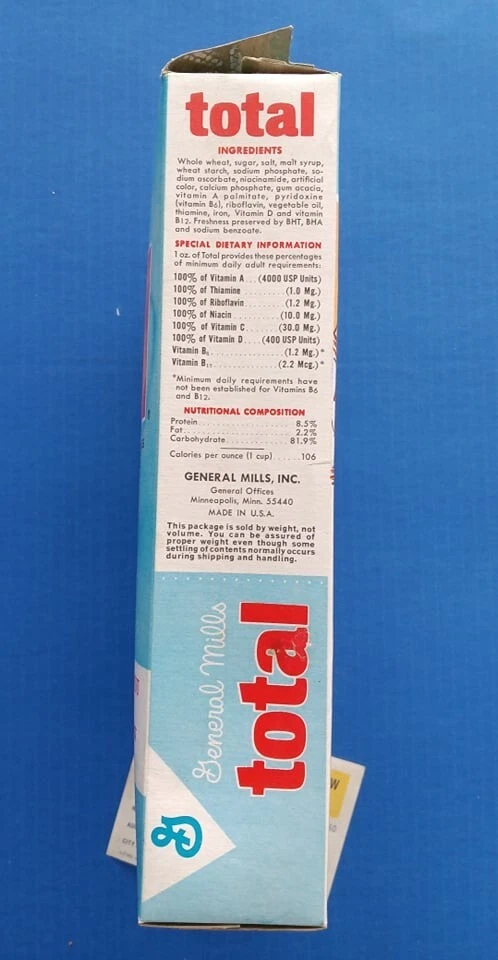 total
INGREDIENTS
Whole wheat, sugar, salt, malt syrup,
wheat starch, sodium phosphate, so-
dium ascorbate, niacinamide, artificial
color, calcium phosphate, gum acacia,
vitamin A palmitate, pyridoxine
(vitamin B6), riboflavin, vegetable oil,
thiamine, iron, Vitamin D and vitamin
B12. Freshness preserved by BHT, BHA
and sodium benzoate.
SPECIAL DIETARY INFORMATION
1 oz. of Total provides these percentages
of minimum daily adult requirements:
100% of Vitamin A...(4000 USP Units)
100% of Thiamine..........(1.0 Mg.)
100% of Riboflavin.........(1.2 Mg.)
100% of Niacin............(10.0 Mg.)
100% of Vitamin C.........(30.0 Mg.)
100% of Vitamin D....(400 USP Units)
Vitamin B6................(1.2 Mg.)*
Vitamin B12..............(2.2 Mcg.)*
*Minimum daily requirements have
not been established for Vitamins B6
and B12.
NUTRITIONAL COMPOSITION
Protein........................8.5%
Fat............................2.2%
Carbohydrate..................81.9%
Calories per ounce (1 cup).....106
GENERAL MILLS, INC.
General Offices
Minneapolis, Minn. 55440
MADE IN U.S.A.
This package is sold by weight, not
volume. You can be assured of
proper weight even though some
settling of contents normally occurs
during shipping and handling.
General Mills
total
G
CITY